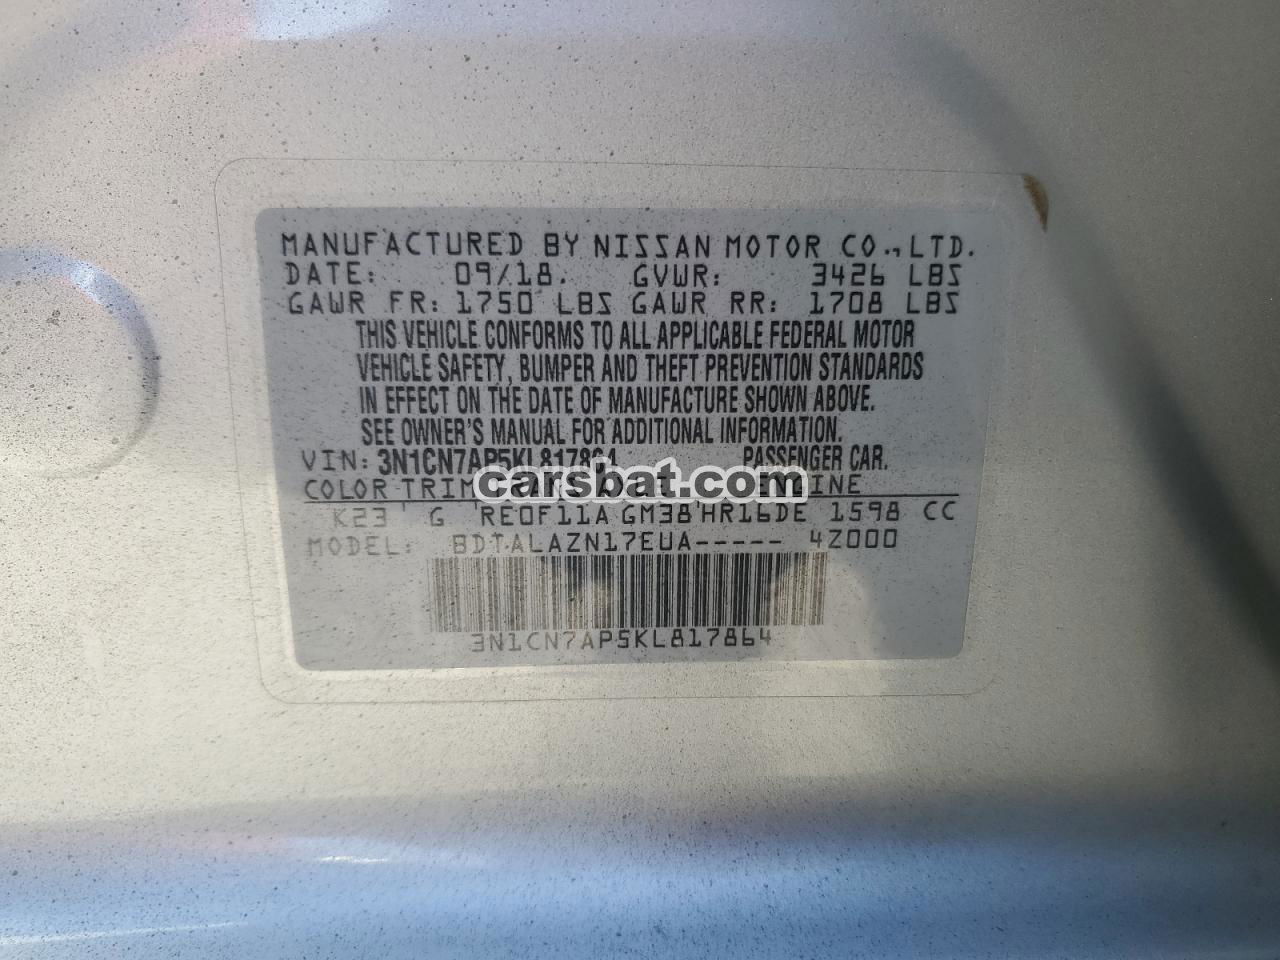 MANUFACTURED BY NISSAN MOTOR CO.,LTD.
DATE: 09/18. GVWR: 3426 LBS
GAWR FR: 1750 LBS GAWR RR: 1708 LBS
THIS VEHICLE CONFORMS TO ALL APPLICABLE FEDERAL MOTOR
VEHICLE SAFETY, BUMPER AND THEFT PREVENTION STANDARDS
IN EFFECT ON THE DATE OF MANUFACTURE SHOWN ABOVE.
SEE OWNER'S MANUAL FOR ADDITIONAL INFORMATION.
VIN: 3N1CN7AP5KL817864 PASSENGER CAR.
carsbat.com
COLOR TRIM TRANS AXLE ENGINE
K23 G RE0F11A GM38 HR16DE 1598 CC
MODEL: BDTALAZN17EUA----- 4Z000
3N1CN7AP5KL817864